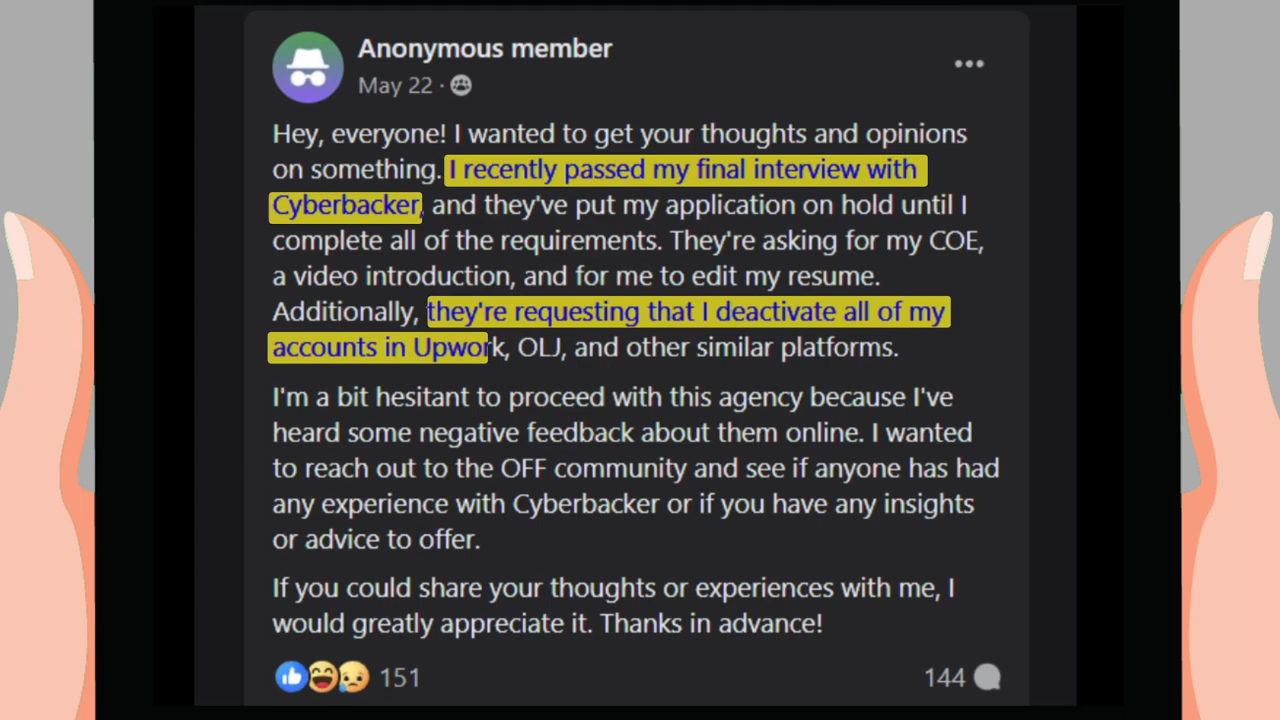 Anonymous member
May 22 ·
Hey, everyone! I wanted to get your thoughts and opinions
on something. I recently passed my final interview with
Cyberbacker, and they've put my application on hold until I
complete all of the requirements. They're asking for my COE,
a video introduction, and for me to edit my resume.
Additionally, they're requesting that I deactivate all of my
accounts in Upwork, OLJ, and other similar platforms.
I'm a bit hesitant to proceed with this agency because I've
heard some negative feedback about them online. I wanted
to reach out to the OFF community and see if anyone has had
any experience with Cyberbacker or if you have any insights
or advice to offer.
If you could share your thoughts or experiences with me, I
would greatly appreciate it. Thanks in advance!
151
144